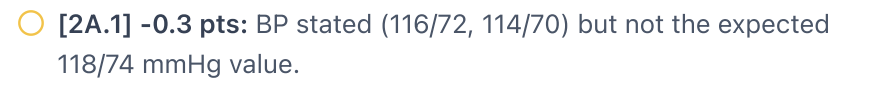 [2A.1] -0.3 pts: BP stated (116/72, 114/70) but not the expected
118/74 mmHg value.